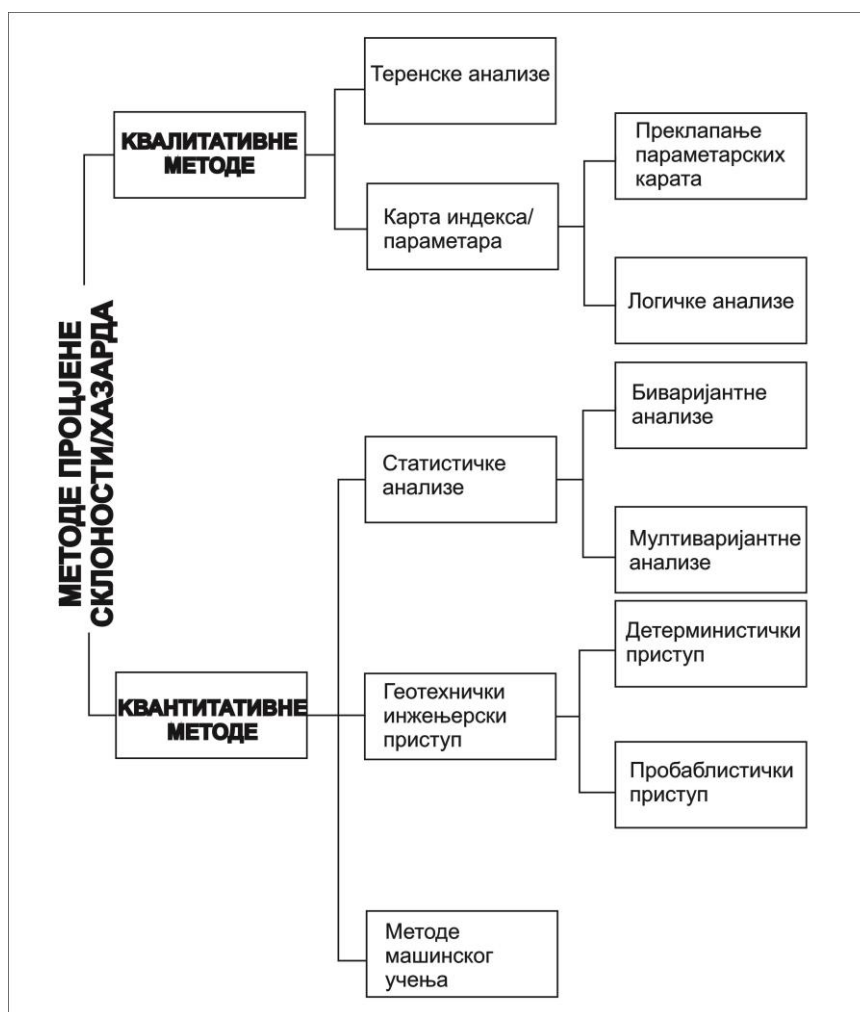 МЕТОДЕ ПРОЦЈЕНЕ
СКЛОНОСТИ/ХАЗАРДА
КВАЛИТАТИВНЕ
МЕТОДЕ
Теренске анализе
Карта индекса/
параметара
Преклапање
параметарских
карата
Логичке анализе
КВАНТИТАТИВНЕ
МЕТОДЕ
Статистичке
анализе
Биваријантне
анализе
Мултиваријантне
анализе
Геотехнички
инжењерски
приступ
Детерминистички
приступ
Пробаблистички
приступ
Методе
машинског
учења